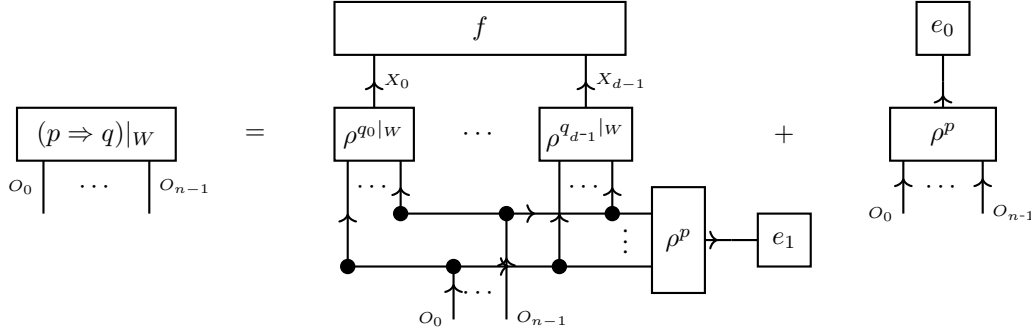 f
e_0
X_0
X_{d-1}
(p ⇒ q)|_W
=
ρ^{q_0|_W}
···
ρ^{q_{d-1}|_W}
+
ρ^p
O_0
···
O_{n-1}
···
···
O_0
···
O_{n-1}
⋮
ρ^p
e_1
O_0
···
O_{n-1}